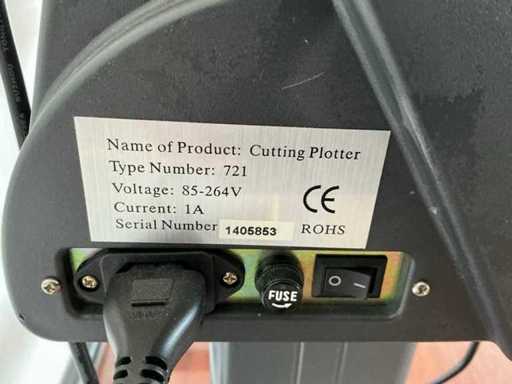 Name of Product: Cutting Plotter
Type Number: 721
Voltage: 85-264V
Current: 1A
CE
Serial Number 1405853 ROHS
FUSE
O I